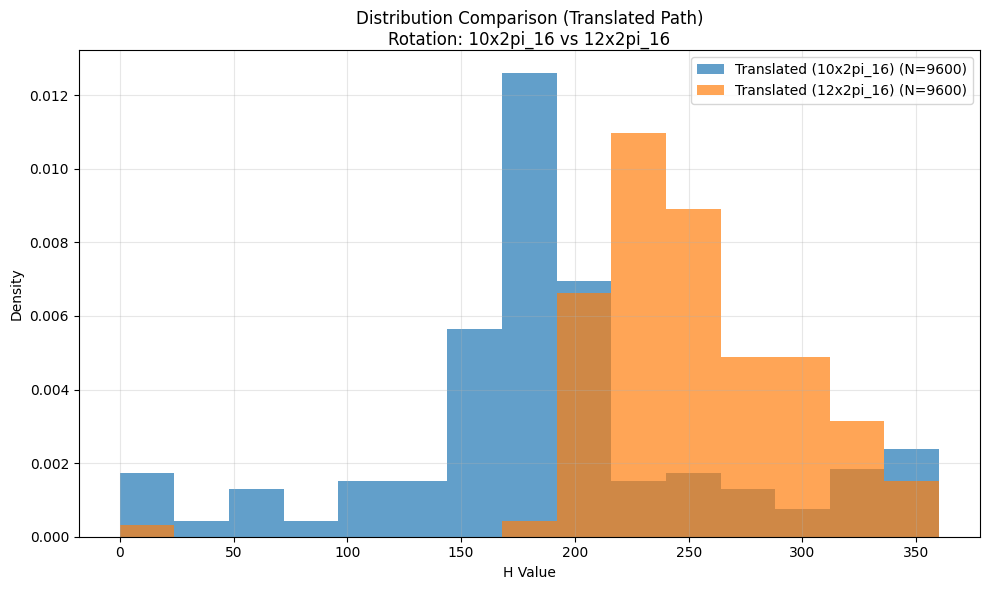 Distribution Comparison (Translated Path)
Rotation: 10x2pi_16 vs 12x2pi_16
Translated (10x2pi_16) (N=9600)
Translated (12x2pi_16) (N=9600)
Density
0.012
0.010
0.008
0.006
0.004
0.002
0.000
0 50 100 150 200 250 300 350
H Value